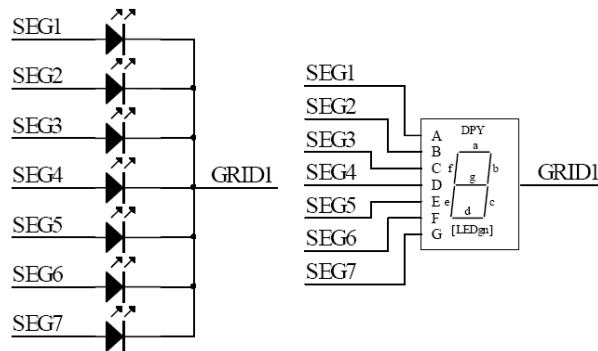 SEG1
SEG2
SEG3
SEG4
SEG5
SEG6
SEG7
GRID1
SEG1
SEG2
SEG3
SEG4
SEG5
SEG6
SEG7
A
B
C
D
E
F
G
DPY
a
f
b
g
e
c
d
[LEDgn]
GRID1